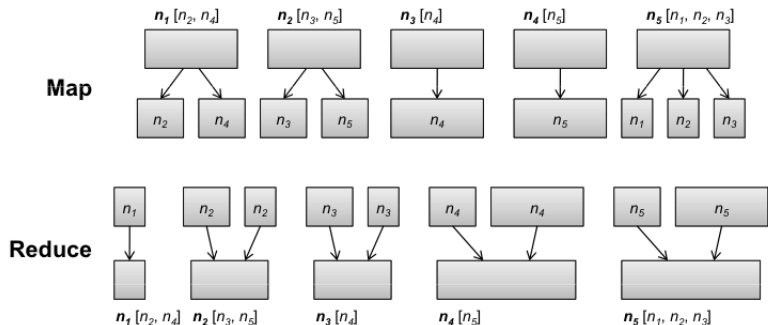 n₁ [n₂, n₄] n₂ [n₃, n₅] n₃ [n₄] n₄ [n₅] n₅ [n₁, n₂, n₃]
Map
n₂ n₄ n₃ n₅ n₄ n₅ n₁ n₂ n₃
n₁ n₂ n₂ n₃ n₃ n₄ n₄ n₅ n₅
Reduce
n₁ [n₂, n₄] n₂ [n₃, n₅] n₃ [n₄] n₄ [n₅] n₅ [n₁, n₂, n₃]